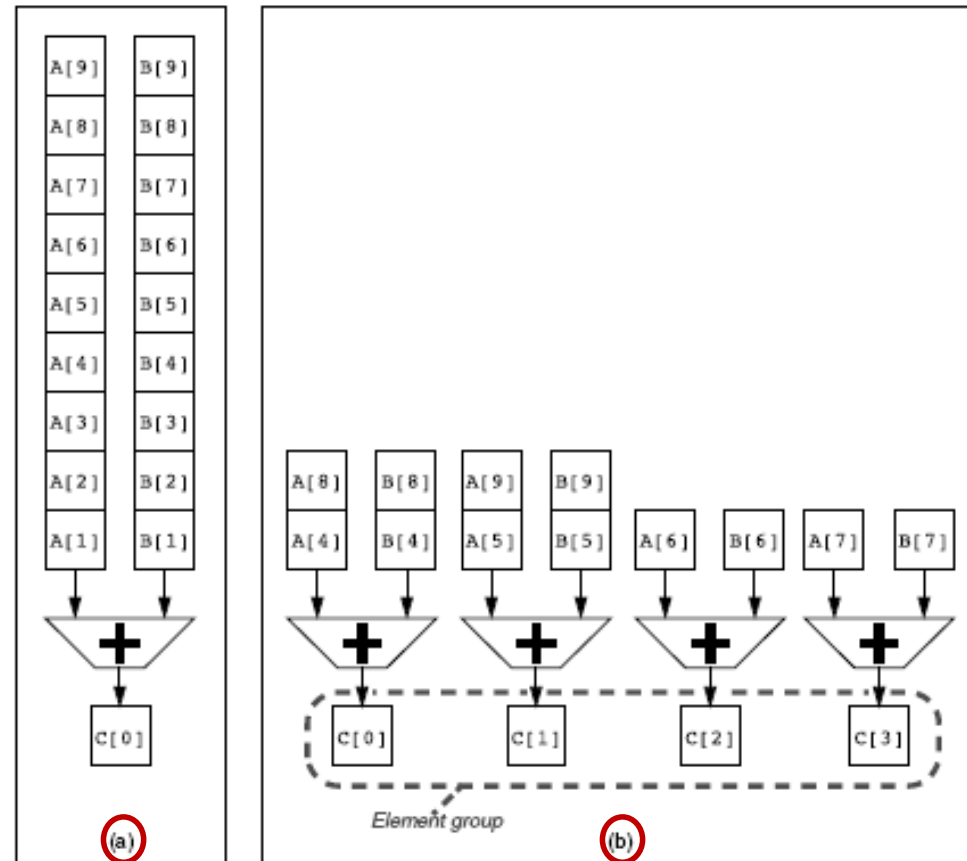 A[9] B[9]
A[8] B[8]
A[7] B[7]
A[6] B[6]
A[5] B[5]
A[4] B[4]
A[3] B[3]
A[2] B[2]
A[1] B[1]
+
C[0]
(a)
A[8] B[8] A[9] B[9]
A[4] B[4] A[5] B[5] A[6] B[6] A[7] B[7]
+ + + +
C[0] C[1] C[2] C[3]
Element group
(b)